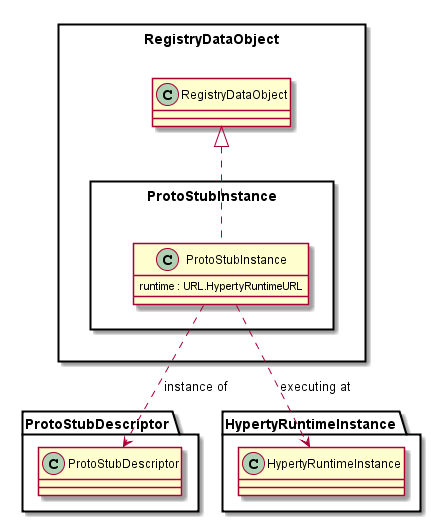 RegistryDataObject
C RegistryDataObject
ProtoStubInstance
C ProtoStubInstance
runtime : URL.HypertyRuntimeURL
instance of
executing at
ProtoStubDescriptor
HypertyRuntimeInstance
C ProtoStubDescriptor
C HypertyRuntimeInstance